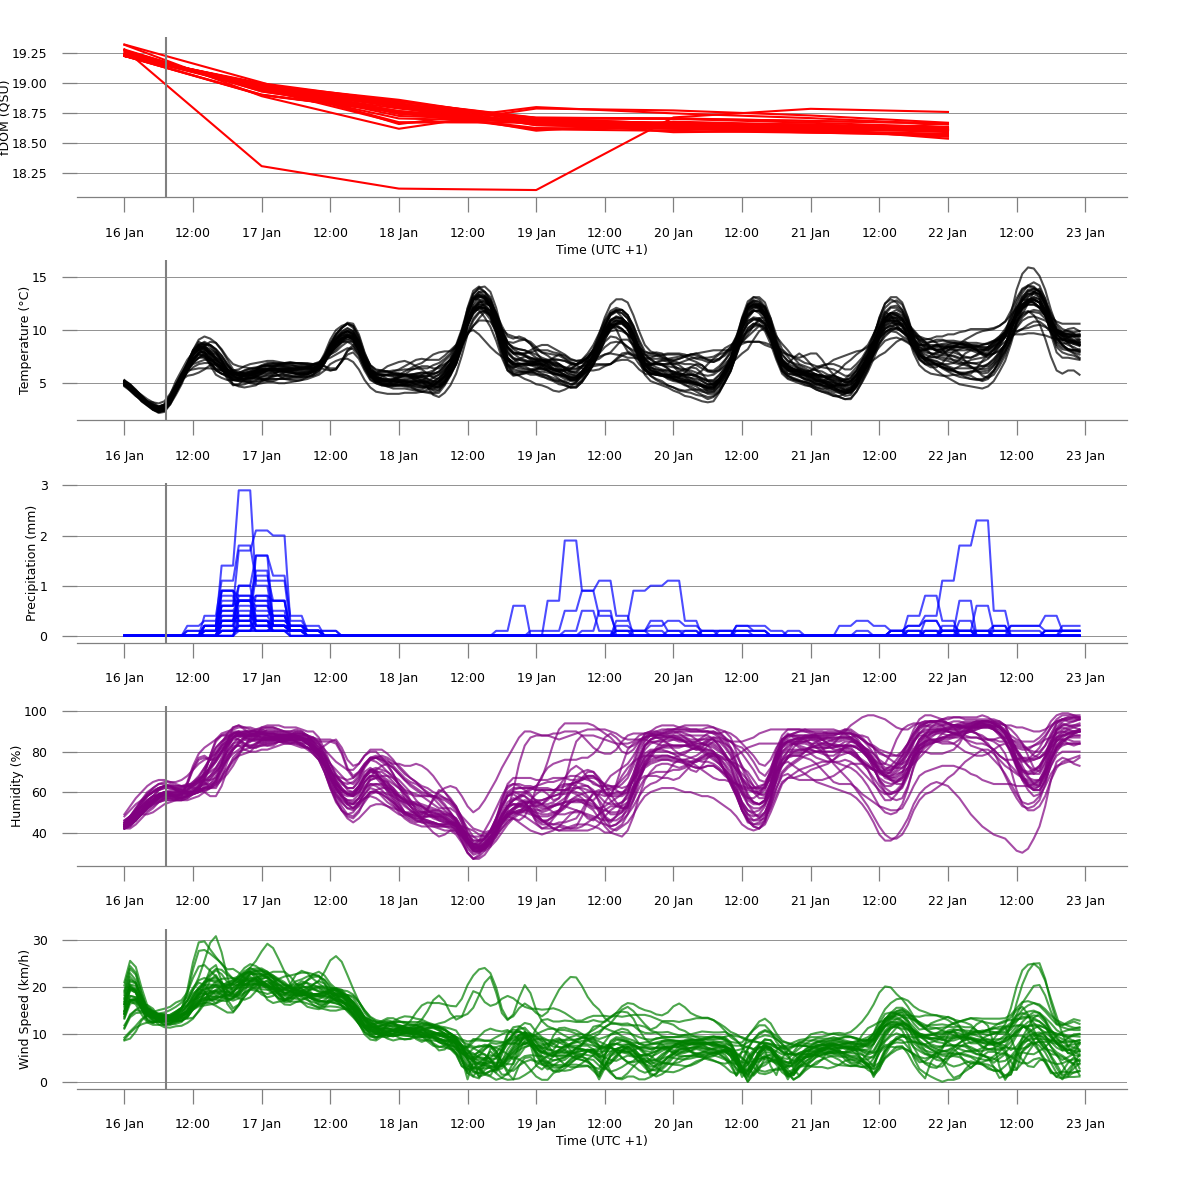 19.25
19.00
18.75
18.50
18.25
fDOM (QSU)
16 Jan 12:00 17 Jan 12:00 18 Jan 12:00 19 Jan 12:00 20 Jan 12:00 21 Jan 12:00 22 Jan 12:00 23 Jan
Time (UTC +1)
15
10
5
Temperature (°C)
16 Jan 12:00 17 Jan 12:00 18 Jan 12:00 19 Jan 12:00 20 Jan 12:00 21 Jan 12:00 22 Jan 12:00 23 Jan
3
2
1
0
Precipitation (mm)
16 Jan 12:00 17 Jan 12:00 18 Jan 12:00 19 Jan 12:00 20 Jan 12:00 21 Jan 12:00 22 Jan 12:00 23 Jan
100
80
60
40
Humidity (%)
16 Jan 12:00 17 Jan 12:00 18 Jan 12:00 19 Jan 12:00 20 Jan 12:00 21 Jan 12:00 22 Jan 12:00 23 Jan
30
20
10
0
Wind Speed (km/h)
16 Jan 12:00 17 Jan 12:00 18 Jan 12:00 19 Jan 12:00 20 Jan 12:00 21 Jan 12:00 22 Jan 12:00 23 Jan
Time (UTC +1)